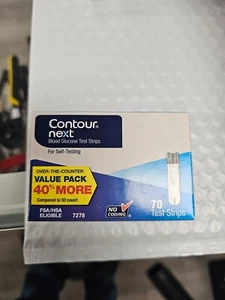 Contour®
next
Blood Glucose Test Strips
For Self-Testing
OVER-THE-COUNTER
VALUE PACK
40% MORE
Compared to 50 count
FSA/HSA
ELIGIBLE 7278
NO
CODING
70
Test Strips